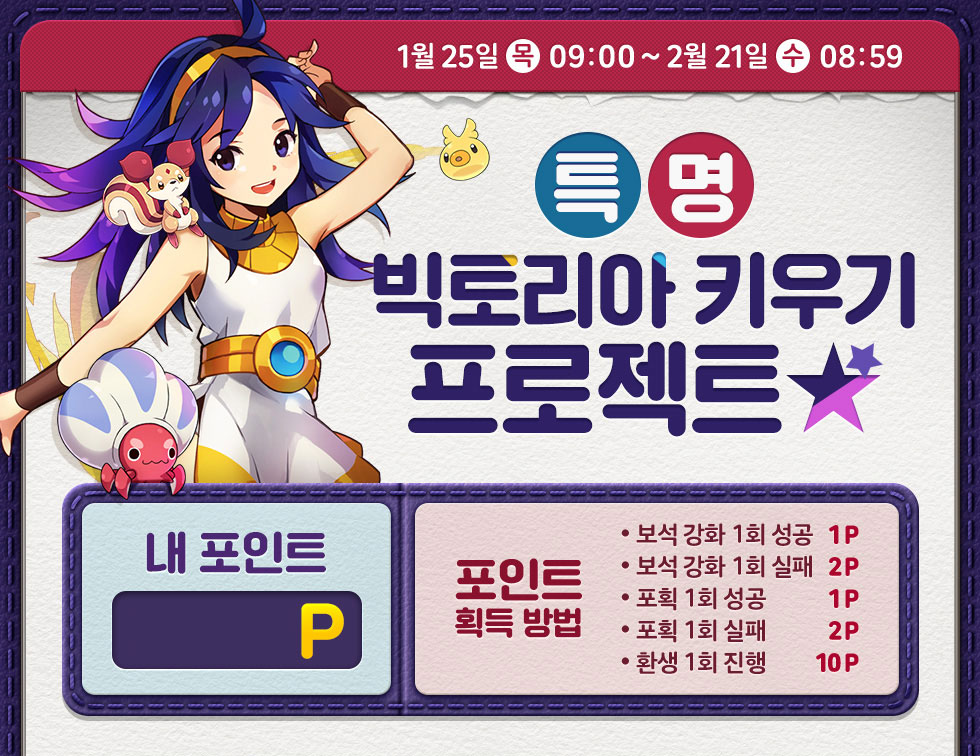 1월 25일 목 09:00 ~ 2월 21일 수 08:59
특명
빅토리아 키우기
프로젝트
내 포인트
P
포인트
획득 방법
• 보석 강화 1회 성공 1P
• 보석 강화 1회 실패 2P
• 포획 1회 성공 1P
• 포획 1회 실패 2P
• 환생 1회 진행 10P